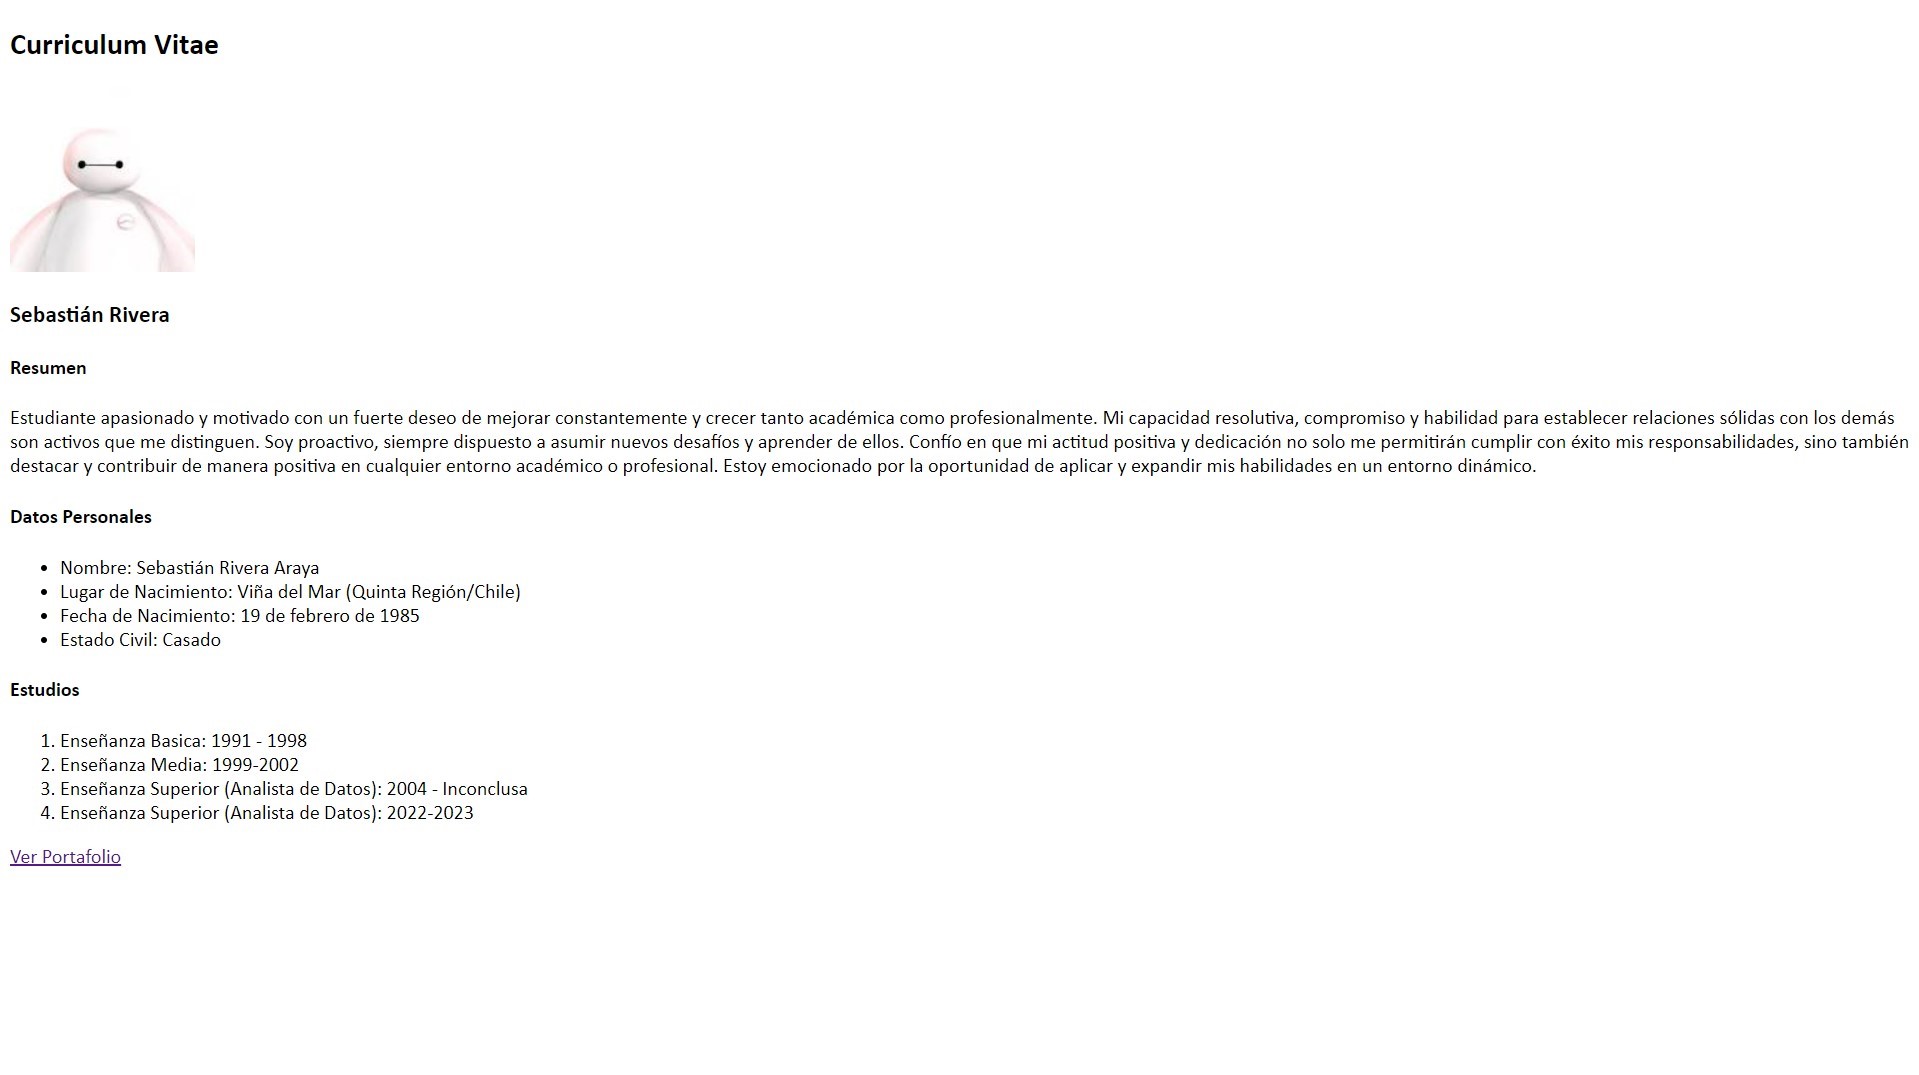 Curriculum Vitae
Sebastián Rivera
Resumen
Estudiante apasionado y motivado con un fuerte deseo de mejorar constantemente y crecer tanto académica como profesionalmente. Mi capacidad resolutiva, compromiso y habilidad para establecer relaciones sólidas con los demás
son activos que me distinguen. Soy proactivo, siempre dispuesto a asumir nuevos desafíos y aprender de ellos. Confío en que mi actitud positiva y dedicación no solo me permitirán cumplir con éxito mis responsabilidades, sino también
destacar y contribuir de manera positiva en cualquier entorno académico o profesional. Estoy emocionado por la oportunidad de aplicar y expandir mis habilidades en un entorno dinámico.
Datos Personales
• Nombre: Sebastián Rivera Araya
• Lugar de Nacimiento: Viña del Mar (Quinta Región/Chile)
• Fecha de Nacimiento: 19 de febrero de 1985
• Estado Civil: Casado
Estudios
1. Enseñanza Basica: 1991 - 1998
2. Enseñanza Media: 1999-2002
3. Enseñanza Superior (Analista de Datos): 2004 - Inconclusa
4. Enseñanza Superior (Analista de Datos): 2022-2023
Ver Portafolio